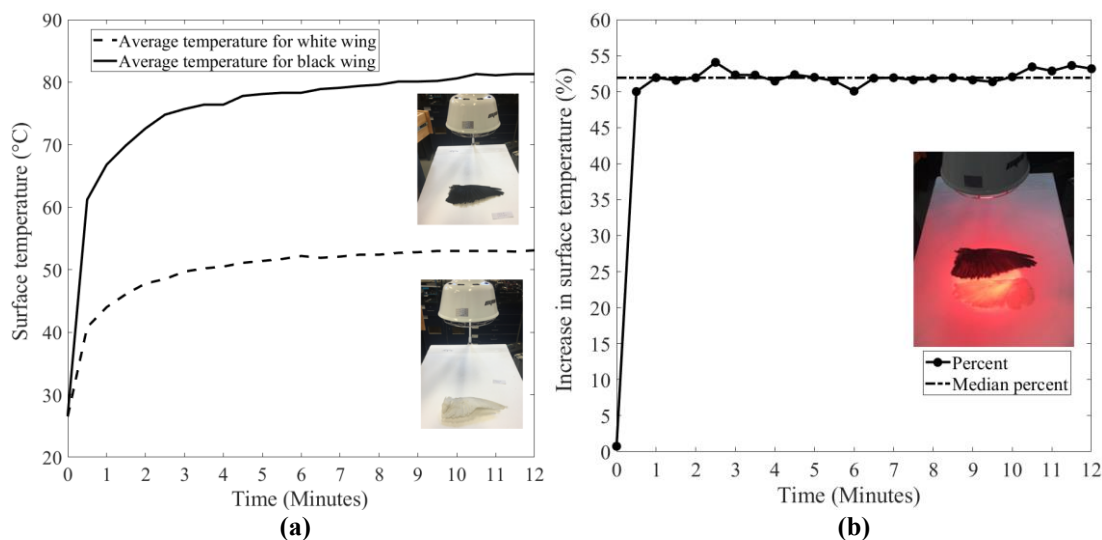 90
80
70
60
50
40
30
20
Surface temperature (°C)
Average temperature for white wing
Average temperature for black wing
0 1 2 3 4 5 6 7 8 9 10 11 12
Time (Minutes)
(a)
60
55
50
45
40
35
30
25
20
15
10
5
0
Increase in surface temperature (%)
Percent
Median percent
0 1 2 3 4 5 6 7 8 9 10 11 12
Time (Minutes)
(b)